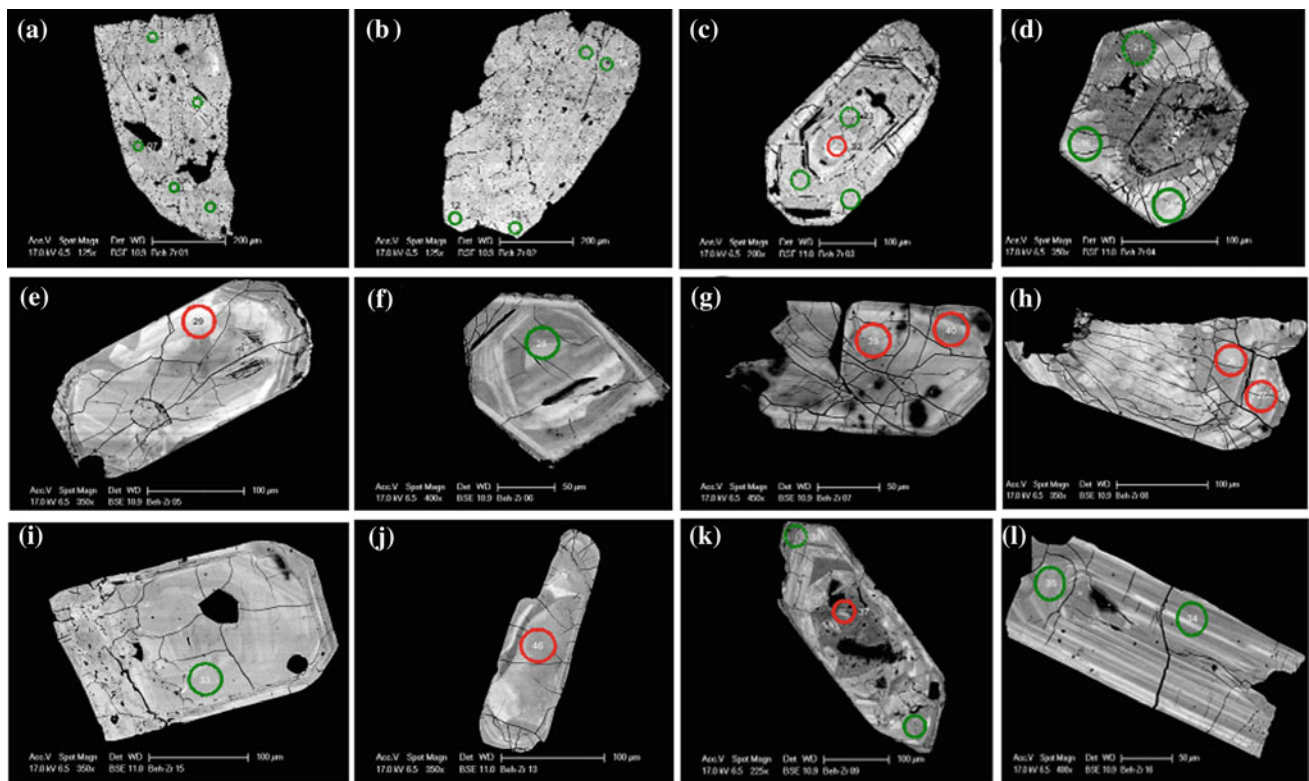 (a)
07
Acc.V Spot Magn Det WD 200 µm
17.0 kV 6.5 125x BSE 10.9 Beh Zr 01
(b)
12
Acc.V Spot Magn Det WD 200 µm
17.0 kV 6.5 125x BSE 10.9 Beh Zr 02
(c)
22
Acc.V Spot Magn Det WD 100 µm
17.0 kV 6.5 200x BSE 11.0 Beh Zr 03
(d)
21
Acc.V Spot Magn Det WD 100 µm
17.0 kV 6.5 350x BSE 11.0 Beh Zr 04
(e)
29
Acc.V Spot Magn Det WD 100 µm
17.0 kV 6.5 350x BSE 10.9 Beh-Zr 05
(f)
Acc.V Spot Magn Det WD 50 µm
17.0 kV 6.5 400x BSE 10.9 Beh-Zr 06
(g)
40
Acc.V Spot Magn Det WD 50 µm
17.0 kV 6.5 450x BSE 10.9 Beh-Zr 07
(h)
Acc.V Spot Magn Det WD 100 µm
17.0 kV 6.5 350x BSE 10.9 Beh-Zr 08
(i)
33
Acc.V Spot Magn Det WD 100 µm
17.0 kV 6.5 350x BSE 11.0 Beh-Zr 15
(j)
46
Acc.V Spot Magn Det WD 100 µm
17.0 kV 6.5 350x BSE 11.0 Beh-Zr 13
(k)
37
Acc.V Spot Magn Det WD 100 µm
17.0 kV 6.5 225x BSE 10.9 Beh-Zr 09
(l)
35
34
Acc.V Spot Magn Det WD 50 µm
17.0 kV 6.5 400x BSE 10.9 Beh-Zr 16